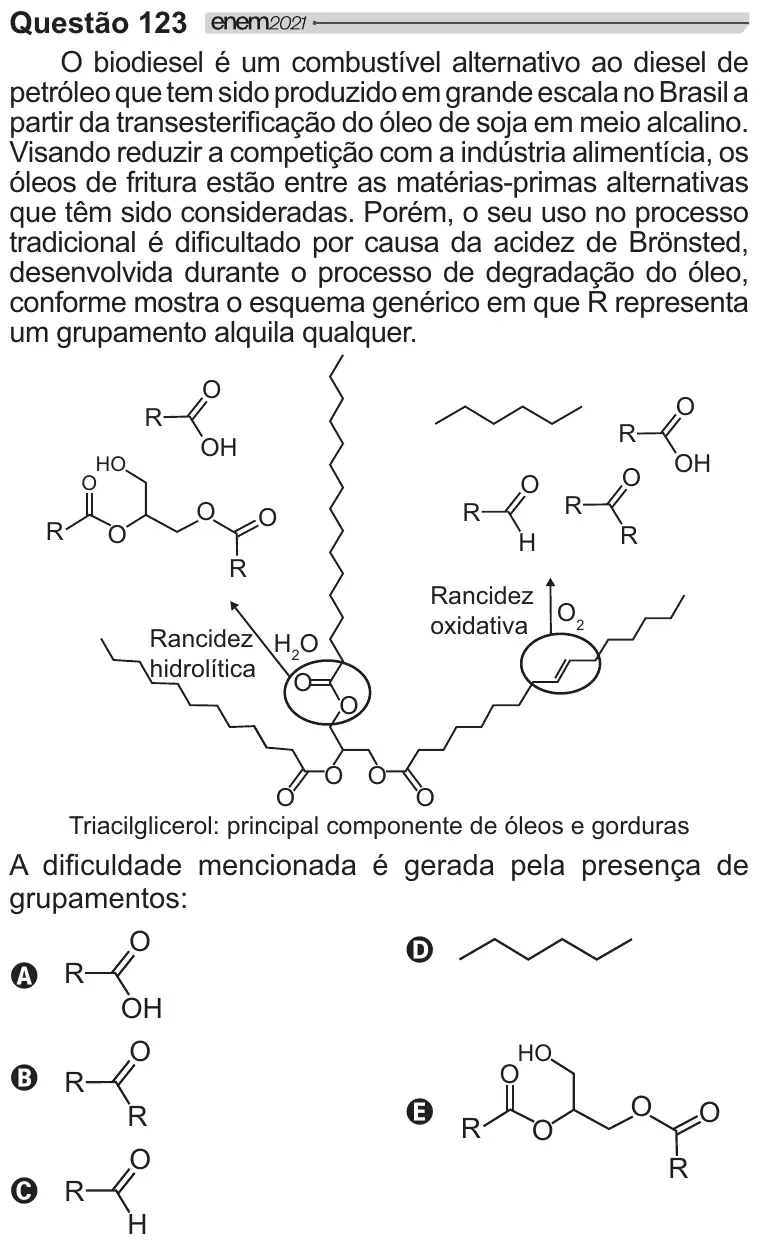 Questão 123 enem2021
O biodiesel é um combustível alternativo ao diesel de
petróleo que tem sido produzido em grande escala no Brasil a
partir da transesterificação do óleo de soja em meio alcalino.
Visando reduzir a competição com a indústria alimentícia, os
óleos de fritura estão entre as matérias-primas alternativas
que têm sido consideradas. Porém, o seu uso no processo
tradicional é dificultado por causa da acidez de Brönsted,
desenvolvida durante o processo de degradação do óleo,
conforme mostra o esquema genérico em que R representa
um grupamento alquila qualquer.
O
R
OH
HO
O
R
O
O
O
R
O
R
OH
O
R
H
O
R
R
Rancidez
hidrolítica
H₂O
Rancidez
oxidativa
O₂
O
O
O
O
O
O
Triacilglicerol: principal componente de óleos e gorduras
A dificuldade mencionada é gerada pela presença de
grupamentos:
A
O
R
OH
B
O
R
R
C
O
R
H
D
E
HO
O
R
O
O
O
R